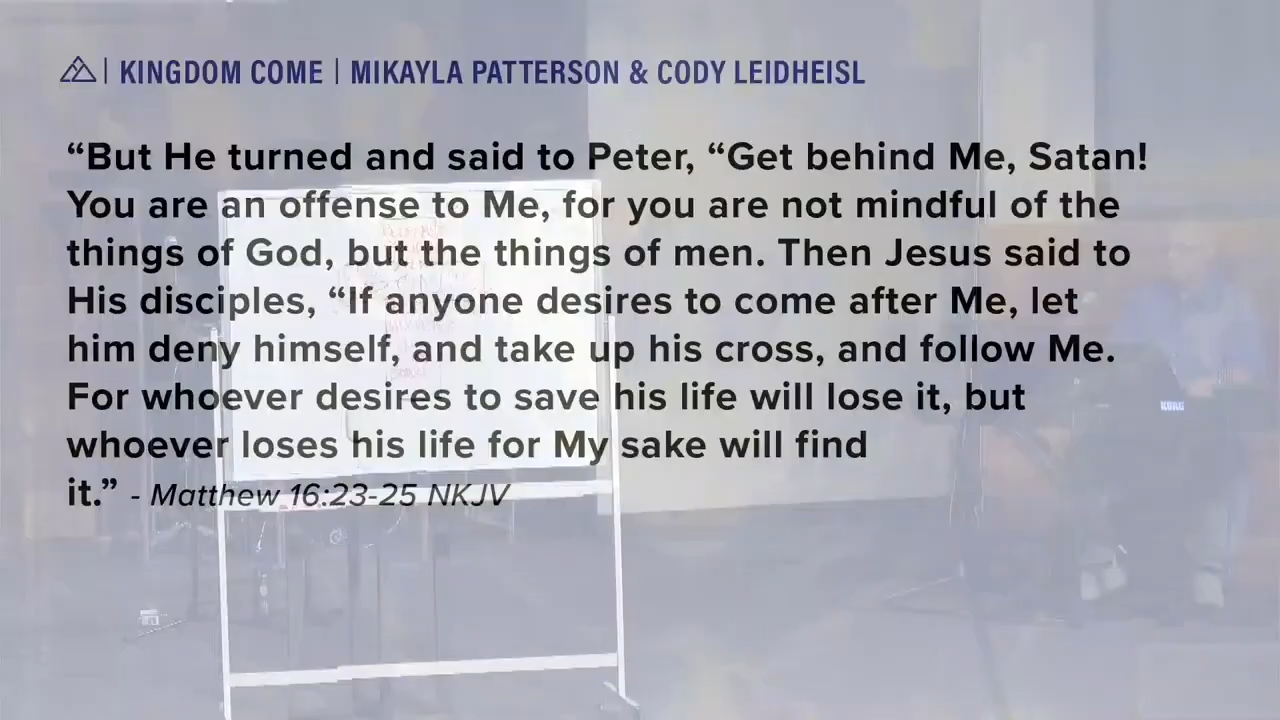 | KINGDOM COME | MIKAYLA PATTERSON & CODY LEIDHEISL
“But He turned and said to Peter, “Get behind Me, Satan!
You are an offense to Me, for you are not mindful of the
things of God, but the things of men. Then Jesus said to
His disciples, “If anyone desires to come after Me, let
him deny himself, and take up his cross, and follow Me.
For whoever desires to save his life will lose it, but
whoever loses his life for My sake will find
it.” - Matthew 16:23-25 NKJV
KORG